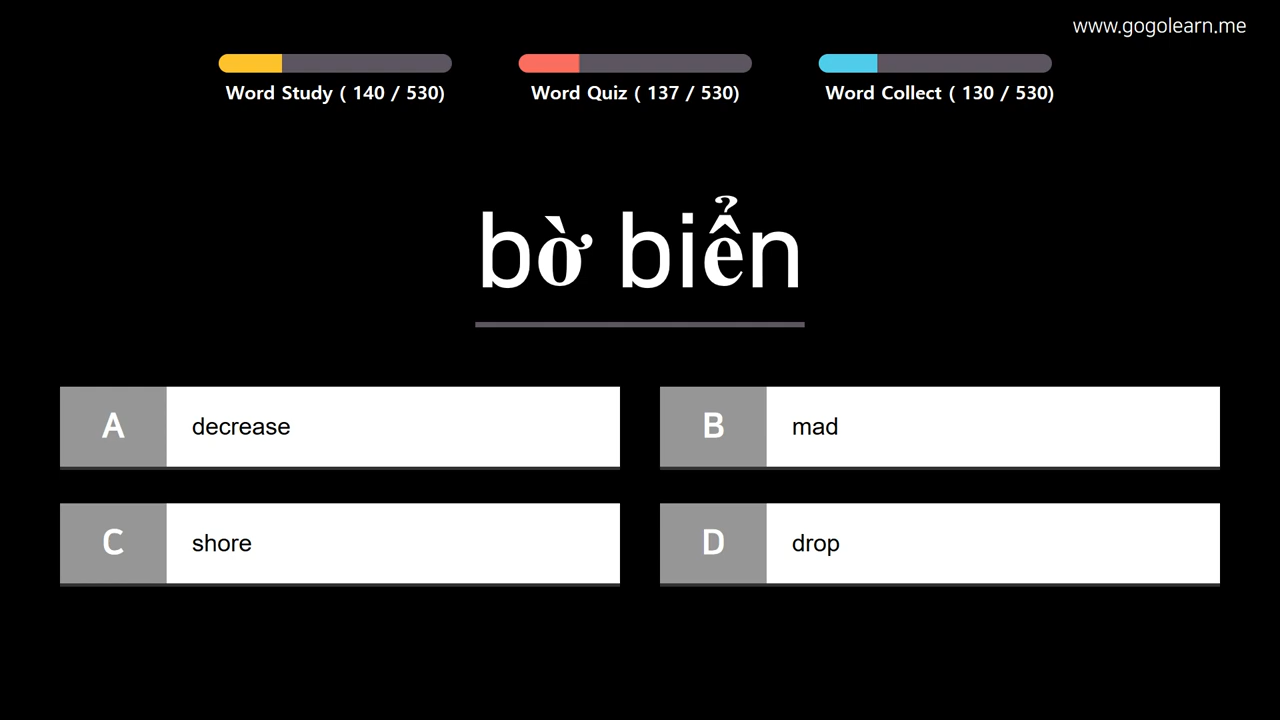 www.gogolearn.me
Word Study ( 140 / 530)
Word Quiz ( 137 / 530)
Word Collect ( 130 / 530)
bờ biển
A decrease
B mad
C shore
D drop